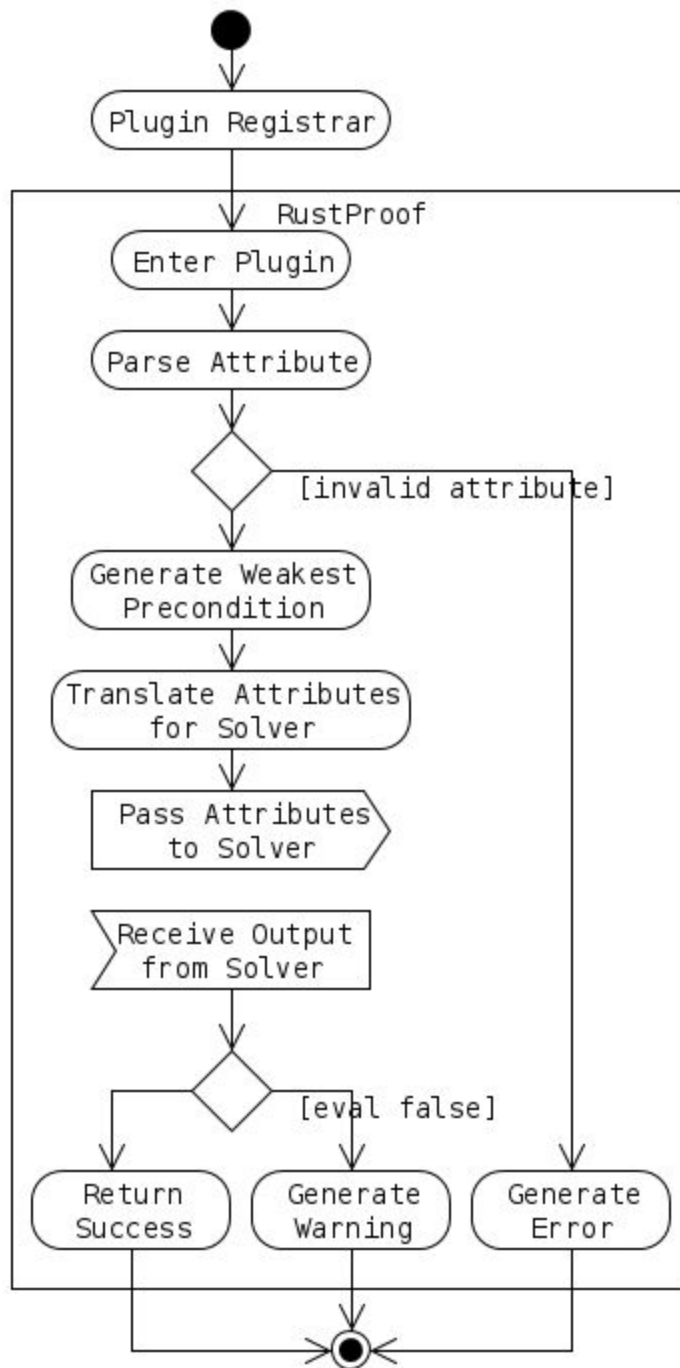 Plugin Registrar
RustProof
Enter Plugin
Parse Attribute
[invalid attribute]
Generate Weakest
Precondition
Translate Attributes
for Solver
Pass Attributes
to Solver
Receive Output
from Solver
[eval false]
Return
Success
Generate
Warning
Generate
Error